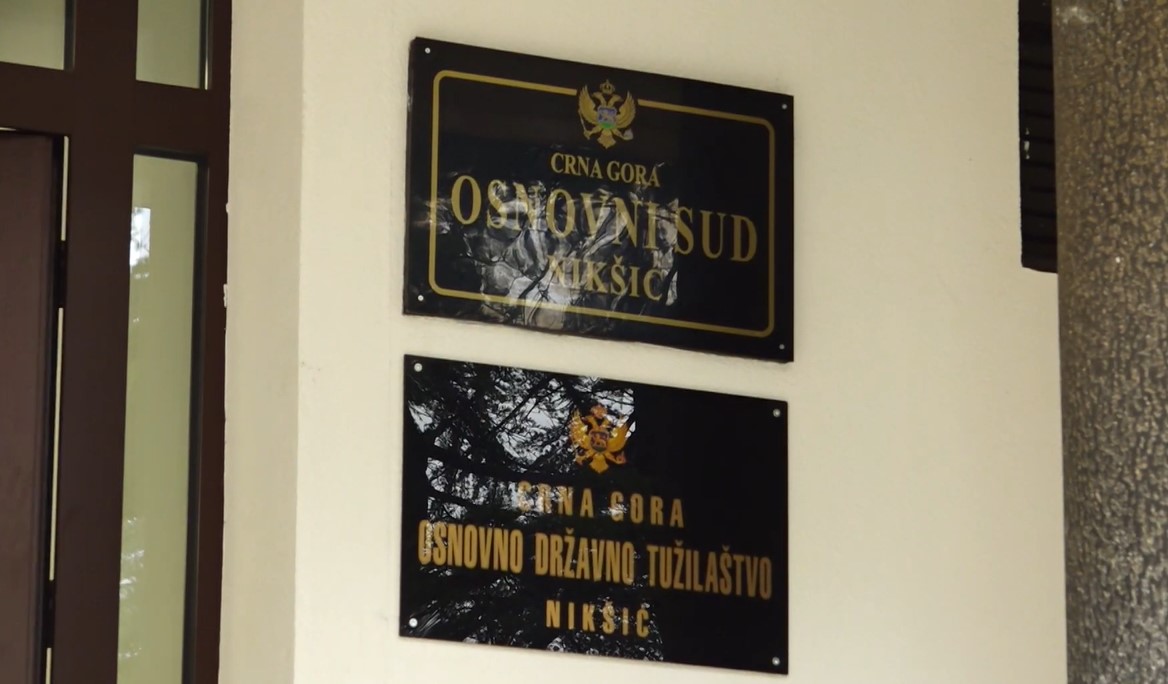 CRNA GORA
OSNOVNI SUD
NIKŠIĆ
CRNA GORA
OSNOVNO DRŽAVNO TUŽILAŠTVO
NIKŠIĆ